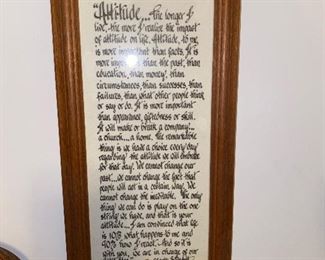 "Attitude...the longer I
live, the more I realize the impact
of attitude on life. Attitude, to me,
is more important than facts. It is
more important than the past, than
education, than money, than
circumstances, than successes, than
failures, than what other people think
or say or do. It is more important
than appearance, giftedness or skill.
It will make or break a company...
a church...a home. The remarkable
thing is we have a choice every day
regarding the attitude we will embrace
for that day. We cannot change our
past...we cannot change the fact that
people will act in a certain way. We
cannot change the inevitable. The only
thing we can do is play on the one
string we have, and that is your
attitude...I am convinced that life
is 10% what happens to me and
90% how I react. And so it is
with you, we are in charge of our